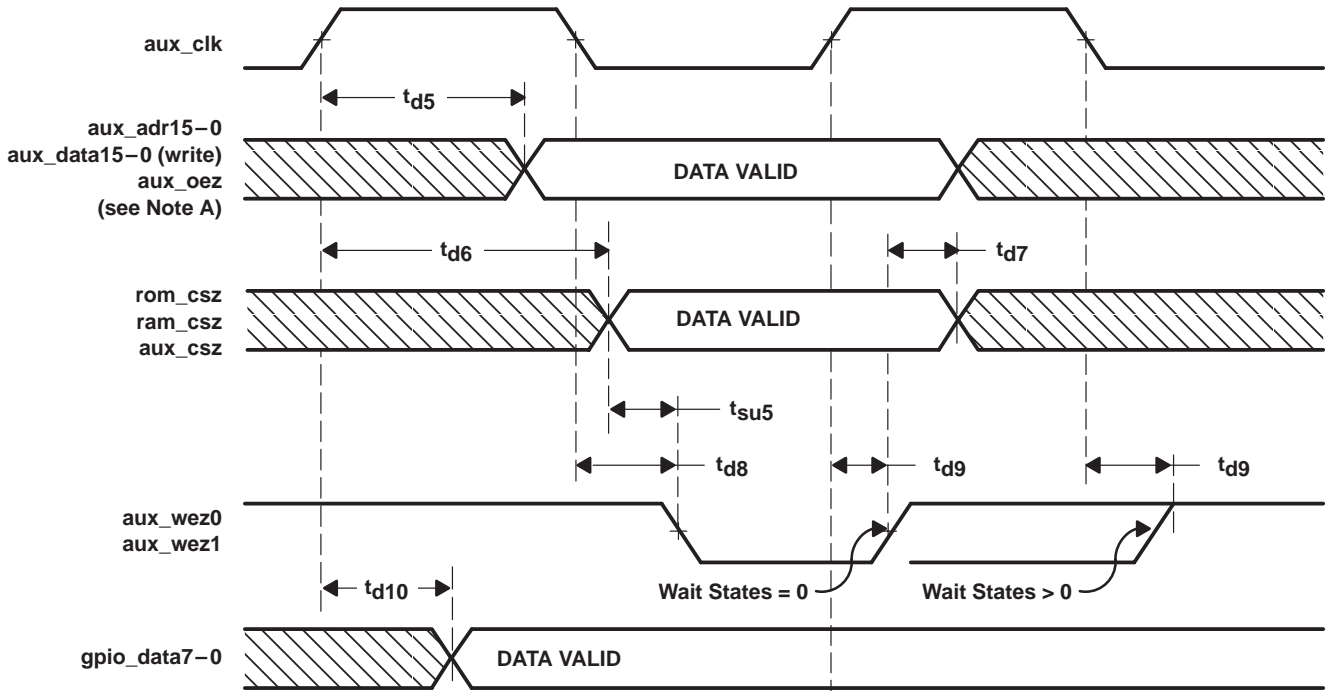 aux_clk
td5
aux_adr15–0
aux_data15–0 (write)
aux_oez
(see Note A)
DATA VALID
td6
td7
rom_csz
ram_csz
aux_csz
DATA VALID
tsu5
td8
td9
td9
aux_wez0
aux_wez1
td10
Wait States = 0
Wait States > 0
gpio_data7–0
DATA VALID